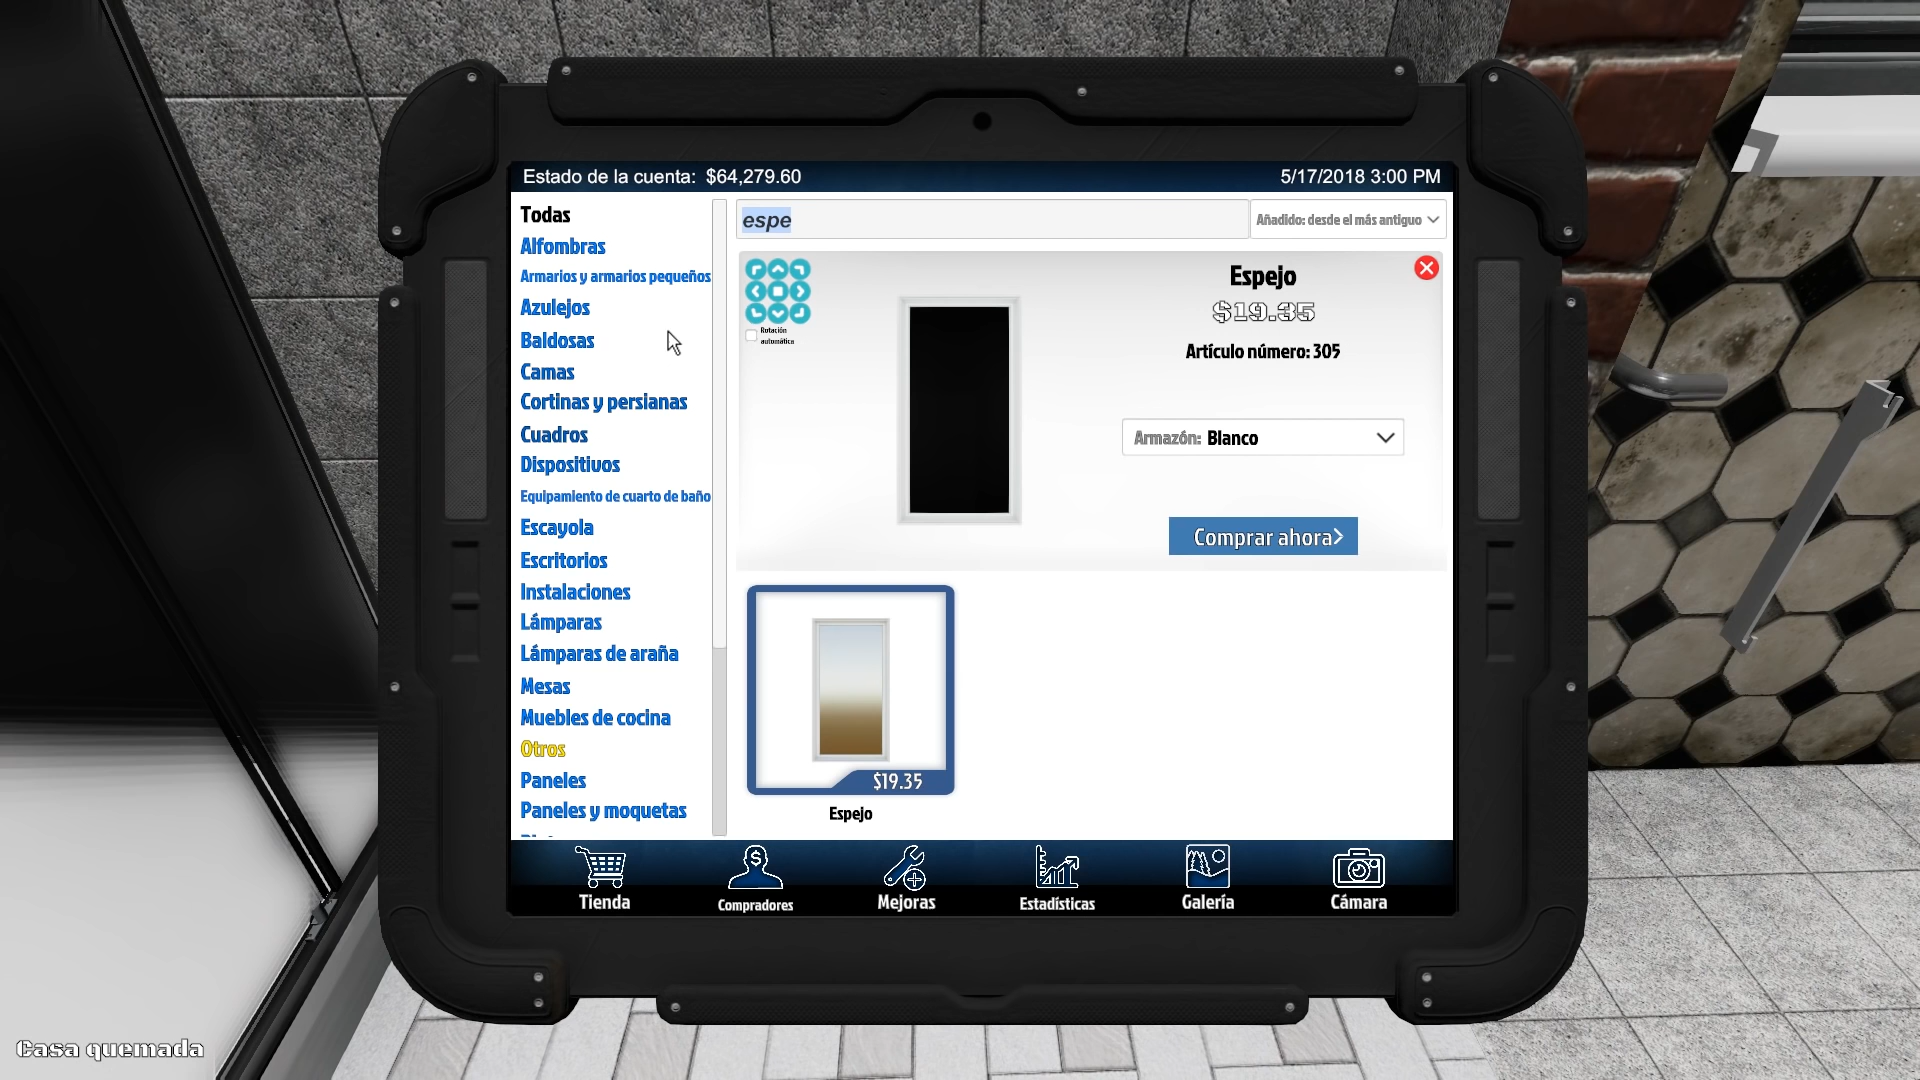 Estado de la cuenta: $64,279.60
5/17/2018 3:00 PM
Todas
Alfombras
Armarios y armarios pequeños
Azulejos
Baldosas
Camas
Cortinas y persianas
Cuadros
Dispositivos
Equipamiento de cuarto de baño
Escayola
Escritorios
Instalaciones
Lámparas
Lámparas de araña
Mesas
Muebles de cocina
Otros
Paneles
Paneles y moquetas
espe
Añadido: desde el más antiguo
Rotación
automática
Espejo
$19.35
Artículo número: 305
Armazón: Blanco
Comprar ahora
$19.35
Espejo
Tienda
Compradores
Mejoras
Estadísticas
Galería
Cámara
Casa quemada